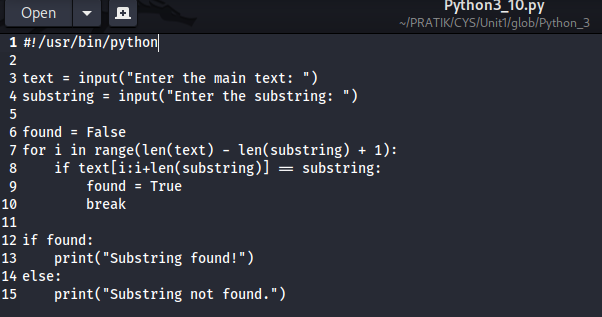 Open
Python3_10.py
~/PRATIK/CYS/Unit1/glob/Python_3
1 #!/usr/bin/python
2
3 text = input("Enter the main text: ")
4 substring = input("Enter the substring: ")
5
6 found = False
7 for i in range(len(text) - len(substring) + 1):
8     if text[i:i+len(substring)] == substring:
9         found = True
10         break
11
12 if found:
13     print("Substring found!")
14 else:
15     print("Substring not found.")